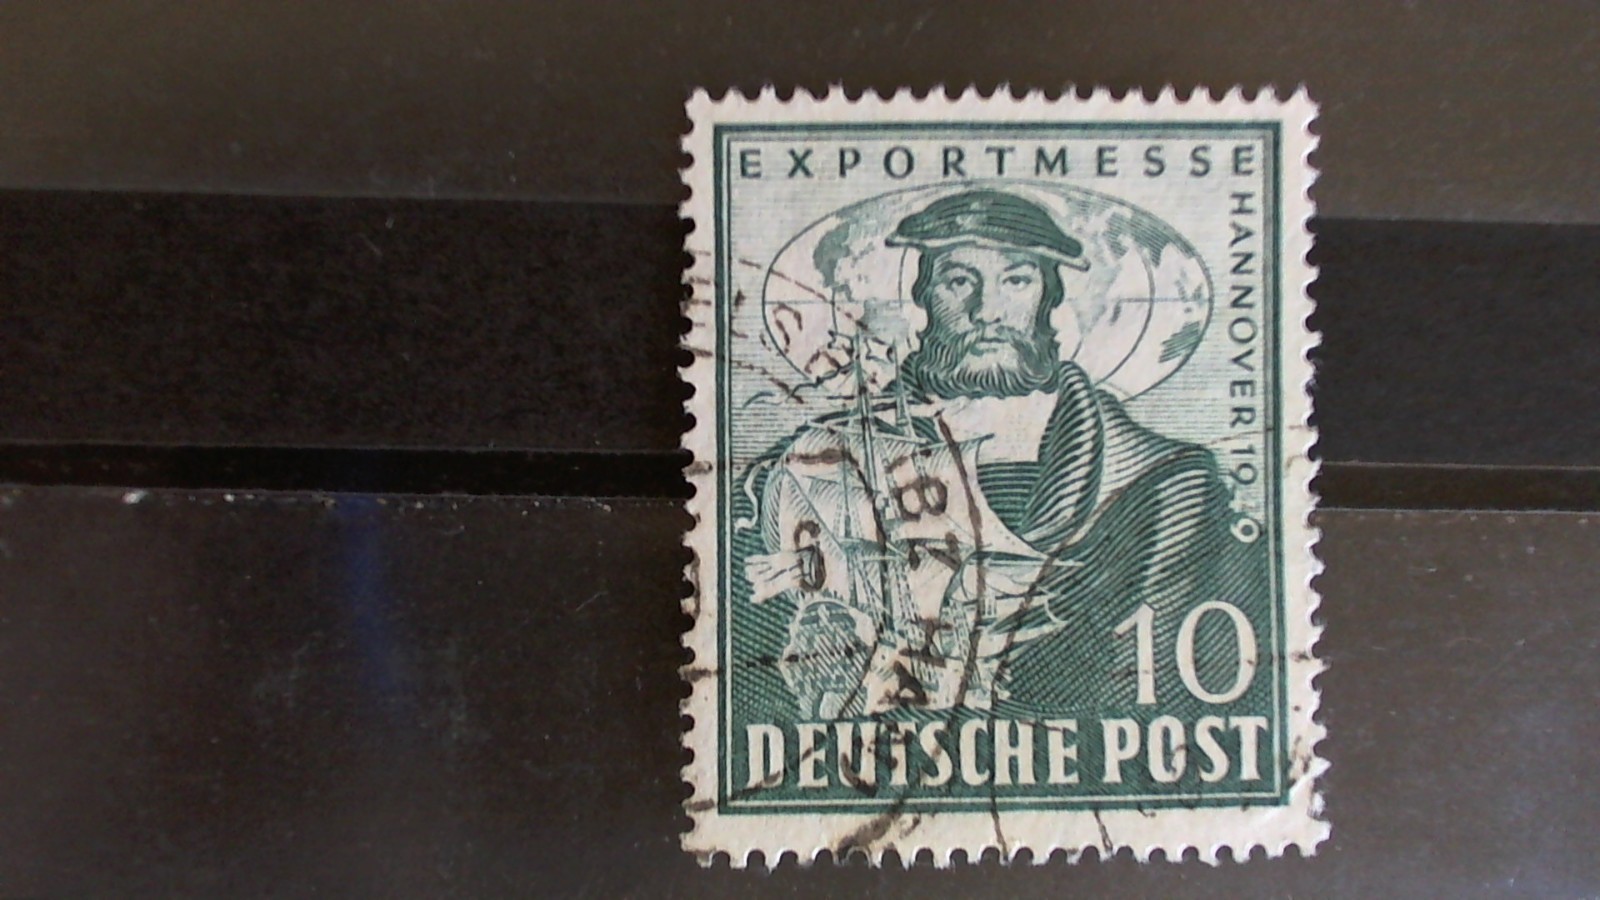 EXPORTMESSE
HANNOVER 1949
10
DEUTSCHE POST